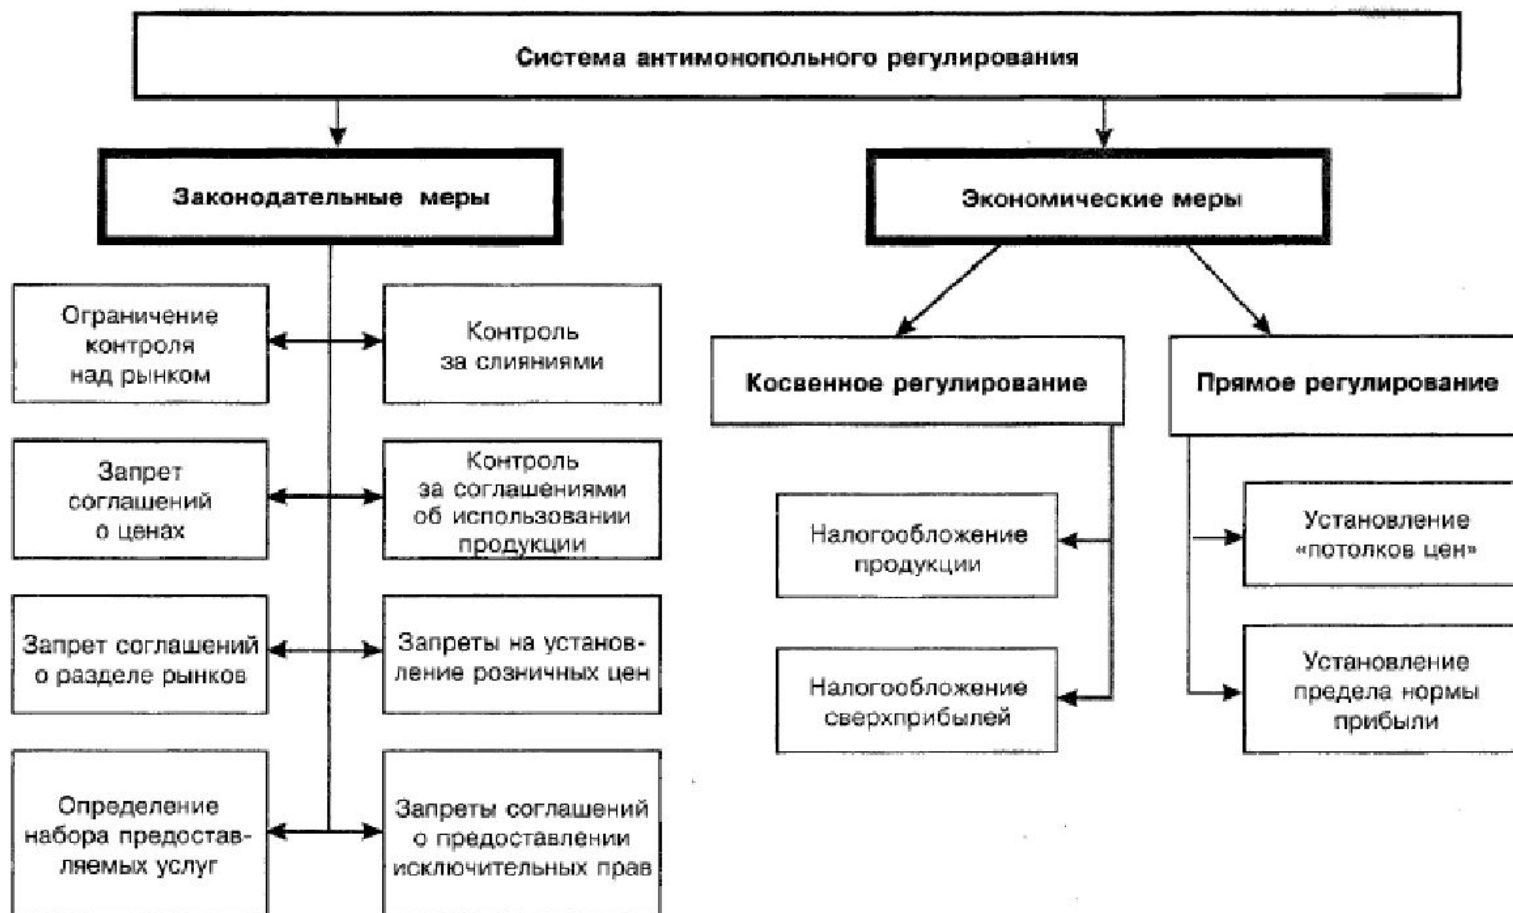 Система антимонопольного регулирования
Законодательные меры
Экономические меры
Ограничение
контроля
над рынком
Контроль
за слияниями
Запрет
соглашений
о ценах
Контроль
за соглашениями
об использовании
продукции
Запрет соглашений
о разделе рынков
Запреты на установ-
ление розничных цен
Определение
набора предостав-
ляемых услуг
Запреты соглашений
о предоставлении
исключительных прав
Косвенное регулирование
Прямое регулирование
Налогообложение
продукции
Налогообложение
сверхприбылей
Установление
«потолков цен»
Установление
предела нормы
прибыли